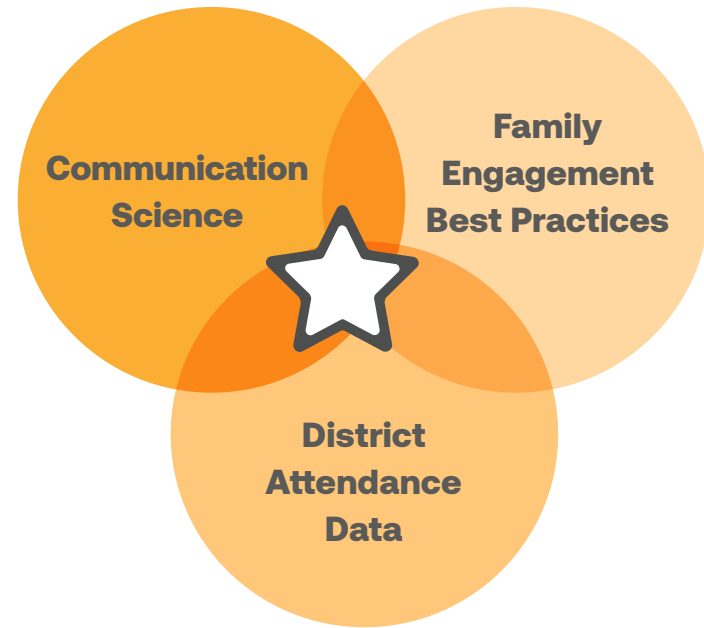 Communication
Science
Family
Engagement
Best Practices
District
Attendance
Data